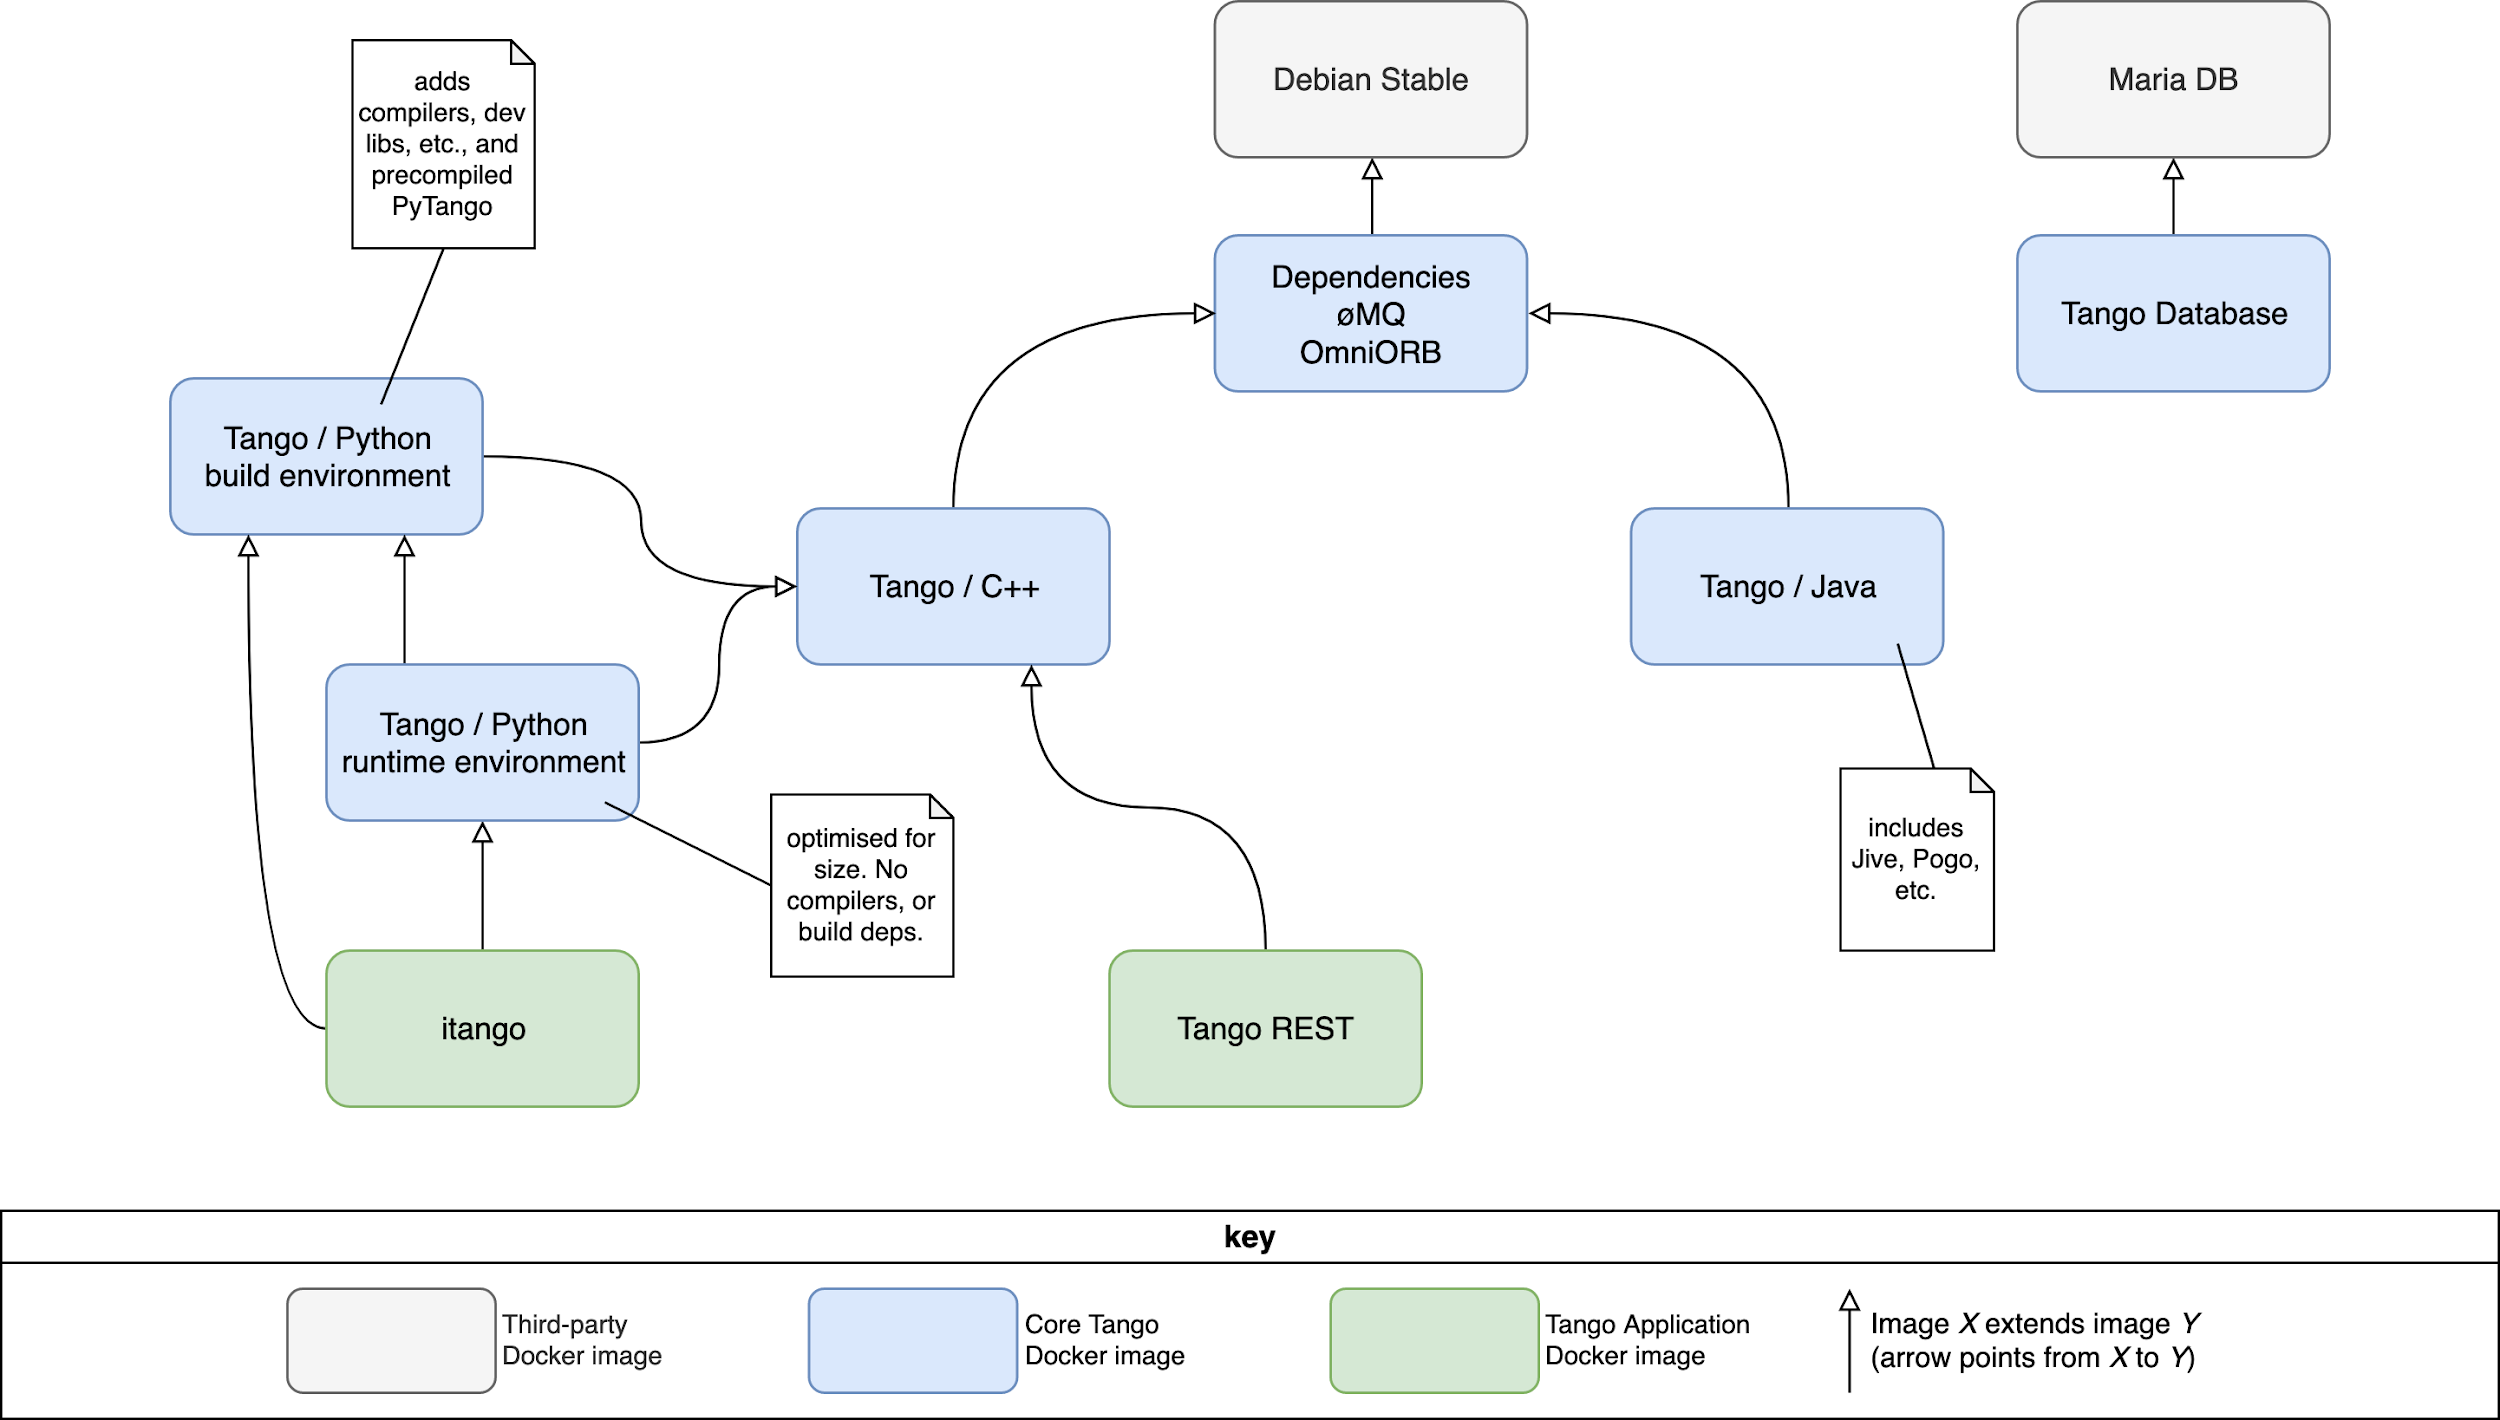 adds
compilers, dev
libs, etc., and
precompiled
PyTango
Debian Stable
Maria DB
Dependencies
øMQ
OmniORB
Tango Database
Tango / Python
build environment
Tango / C++
Tango / Java
Tango / Python
runtime environment
optimised for
size. No
compilers, or
build deps.
includes
Jive, Pogo,
etc.
itango
Tango REST
key
Third-party
Docker image
Core Tango
Docker image
Tango Application
Docker image
Image X extends image Y
(arrow points from X to Y)